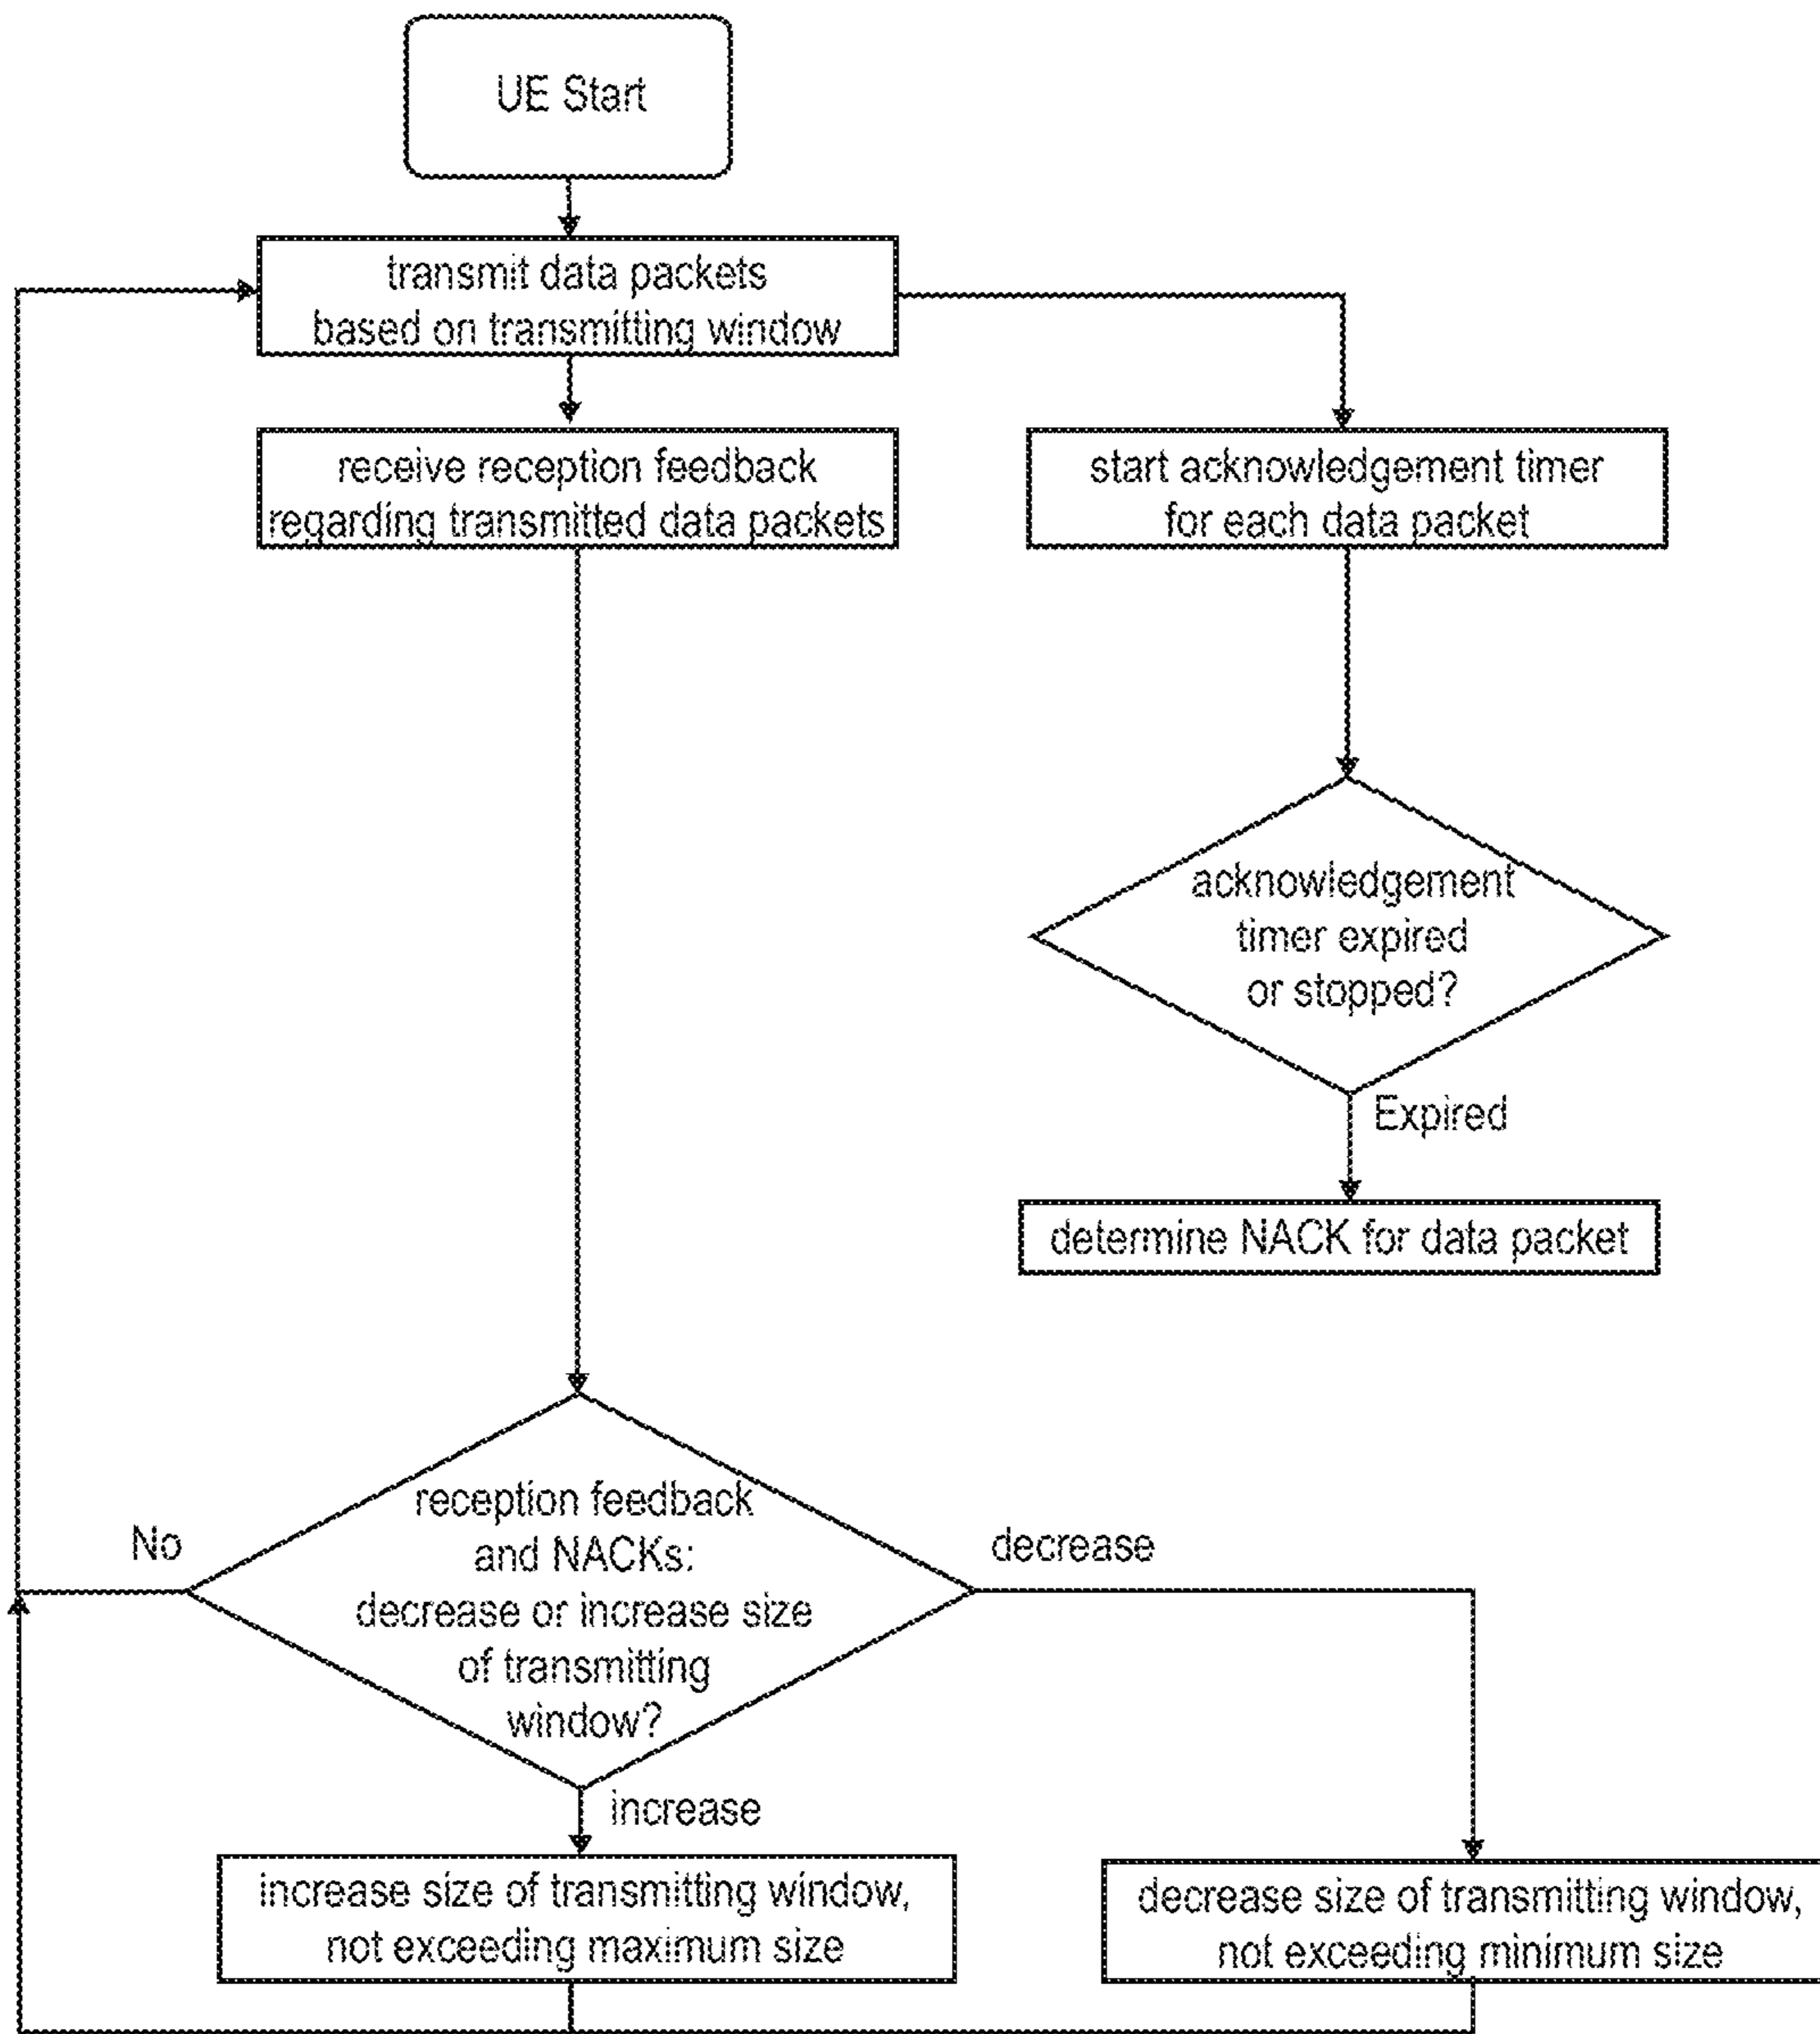 UE Start
transmit data packets
based on transmitting window
receive reception feedback
regarding transmitted data packets
start acknowledgement timer
for each data packet
acknowledgement
timer expired
or stopped?
Expired
determine NACK for data packet
reception feedback
and NACKs:
decrease or increase size
of transmitting
window?
No
decrease
increase
increase size of transmitting window,
not exceeding maximum size
decrease size of transmitting window,
not exceeding minimum size